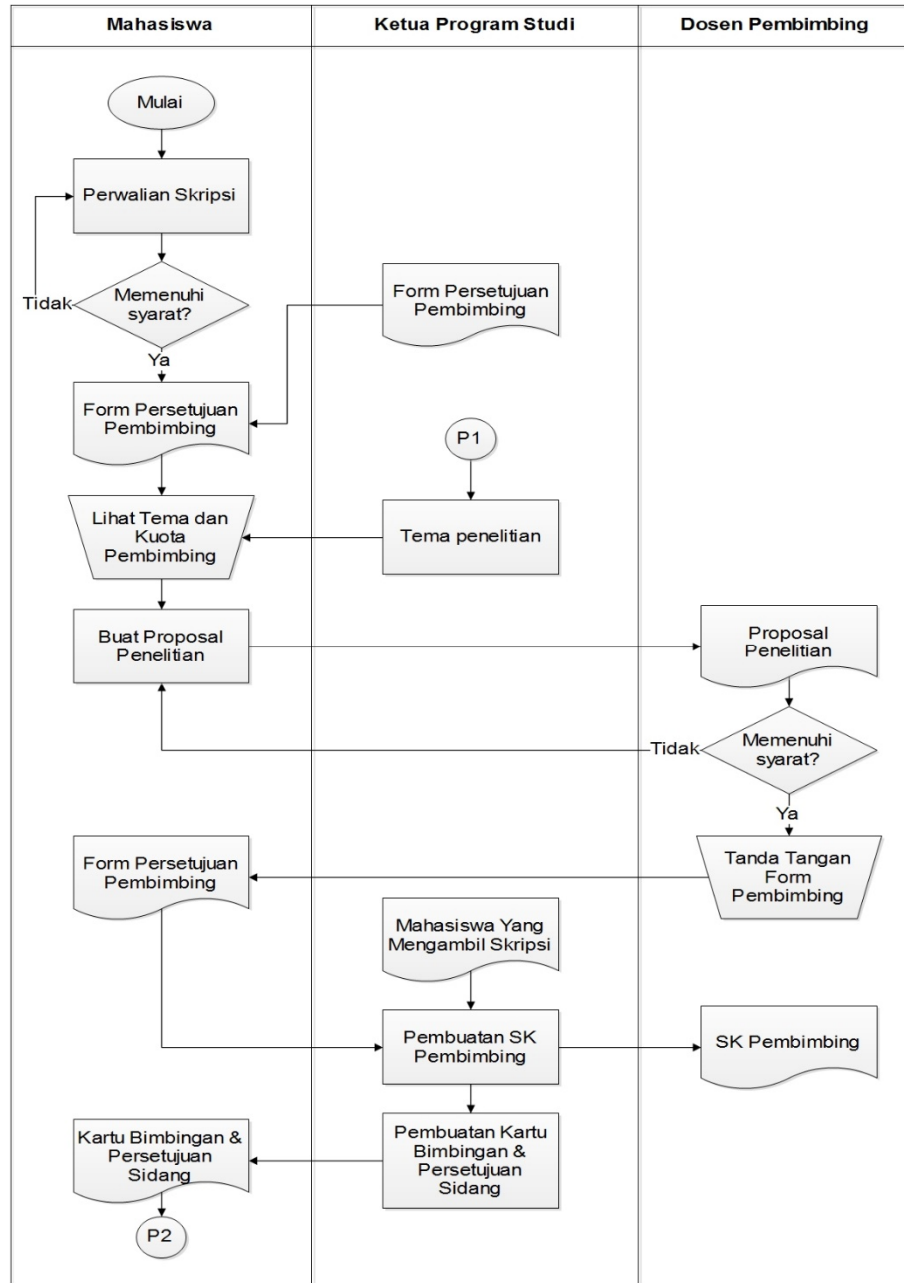 Mahasiswa
Ketua Program Studi
Dosen Pembimbing
Mulai
Perwalian Skripsi
Tidak
Memenuhi
syarat?
Ya
Form Persetujuan
Pembimbing
Form Persetujuan
Pembimbing
P1
Lihat Tema dan
Kuota
Pembimbing
Tema penelitian
Buat Proposal
Penelitian
Proposal
Penelitian
Tidak
Memenuhi
syarat?
Ya
Tanda Tangan
Form
Pembimbing
Form Persetujuan
Pembimbing
Mahasiswa Yang
Mengambil Skripsi
Pembuatan SK
Pembimbing
SK Pembimbing
Pembuatan Kartu
Bimbingan &
Persetujuan
Sidang
Kartu Bimbingan &
Persetujuan
Sidang
P2